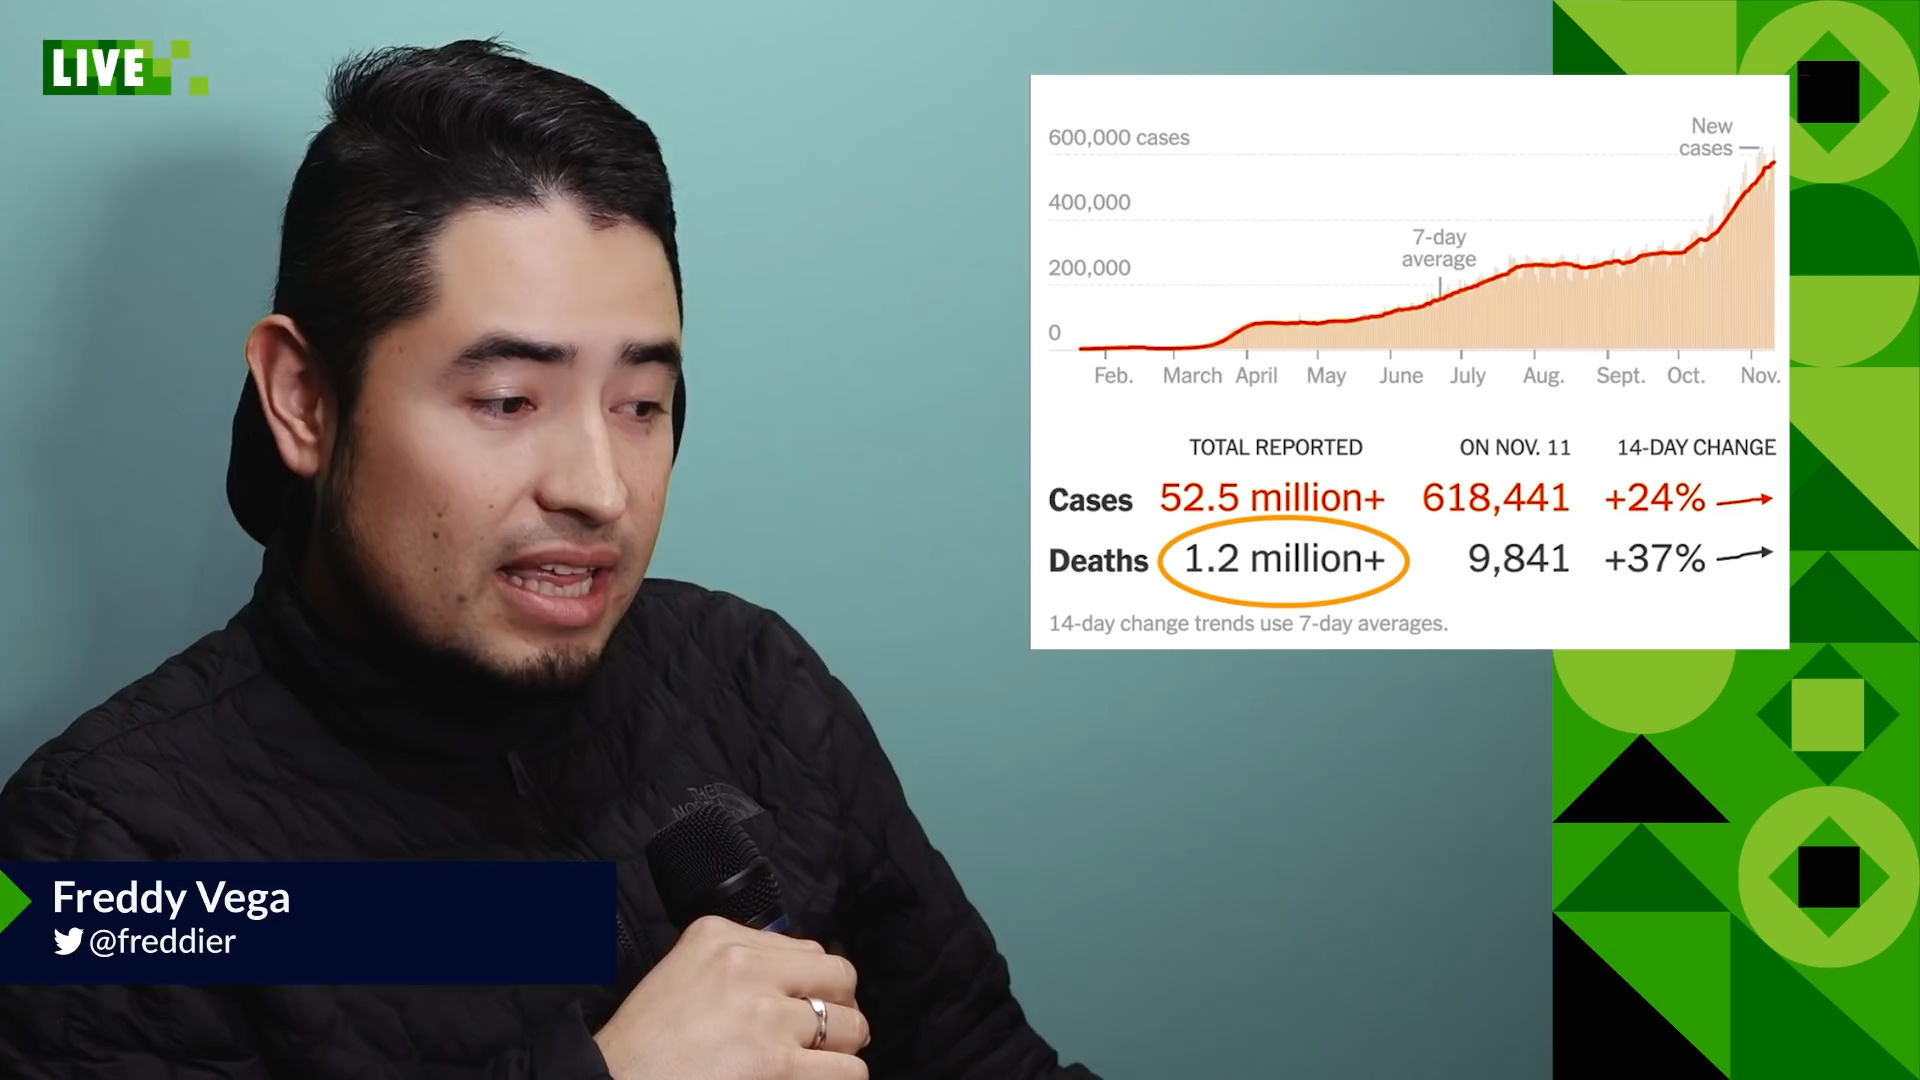 LIVE
600,000 cases
New
cases
400,000
7-day
average
200,000
0
Feb. March April May June July Aug. Sept. Oct. Nov.
TOTAL REPORTED ON NOV. 11 14-DAY CHANGE
Cases 52.5 million+ 618,441 +24%
Deaths 1.2 million+ 9,841 +37%
14-day change trends use 7-day averages.
THE
Freddy Vega
@freddier